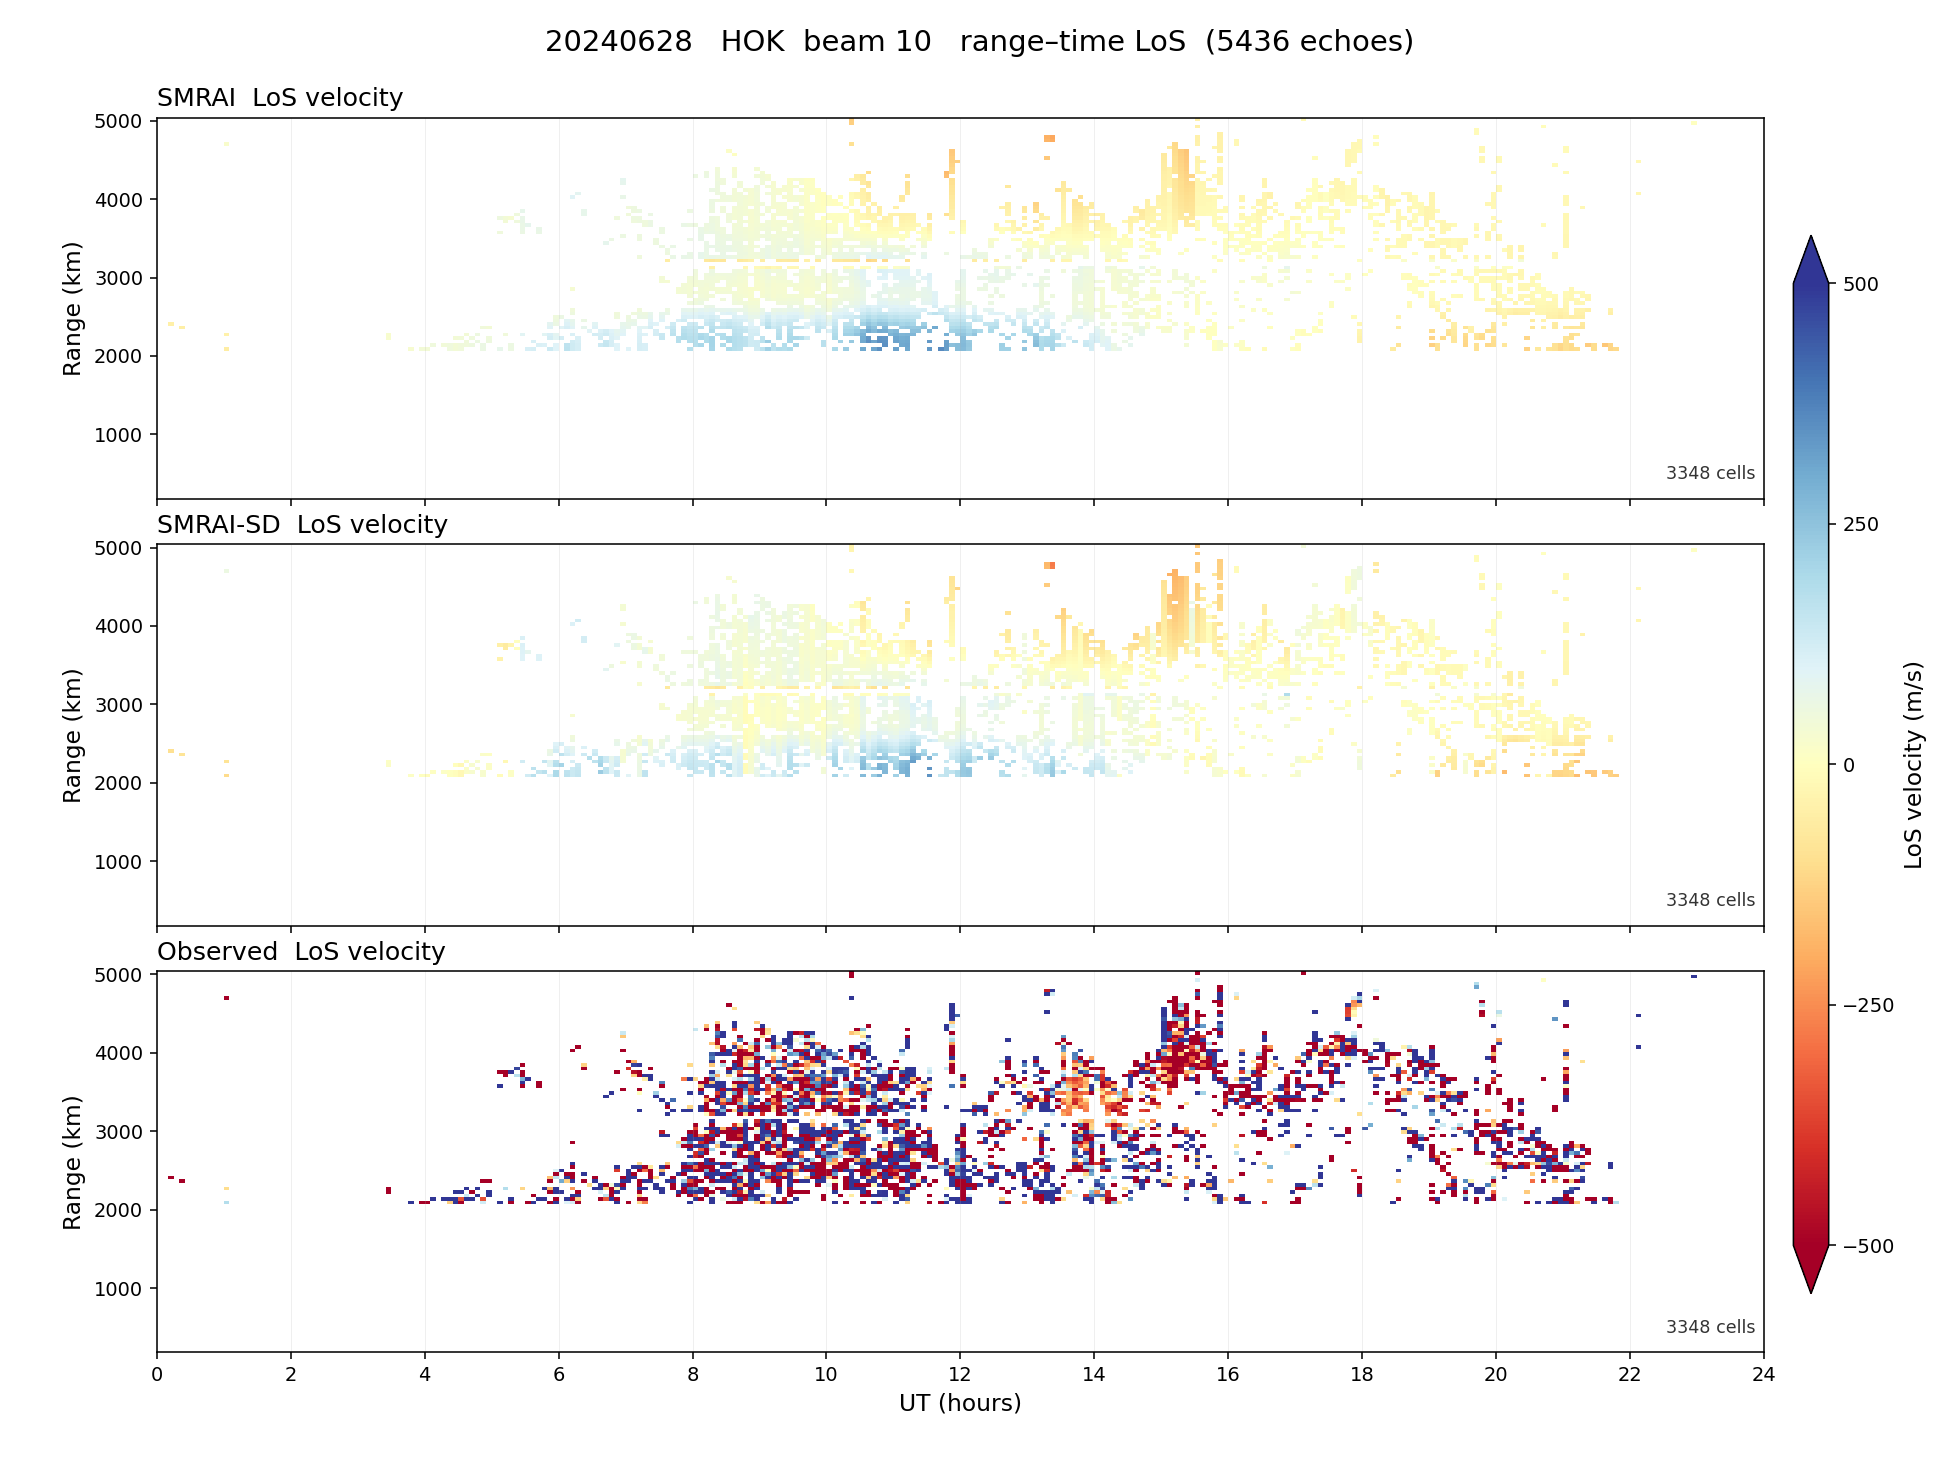 20240628   HOK  beam 10   range–time LoS  (5436 echoes)
SMRAI  LoS velocity
5000
4000
3000
2000
1000
Range (km)
3348 cells
SMRAI-SD  LoS velocity
5000
4000
3000
2000
1000
Range (km)
3348 cells
Observed  LoS velocity
5000
4000
3000
2000
1000
Range (km)
3348 cells
0 2 4 6 8 10 12 14 16 18 20 22 24
UT (hours)
500
250
0
−250
−500
LoS velocity (m/s)